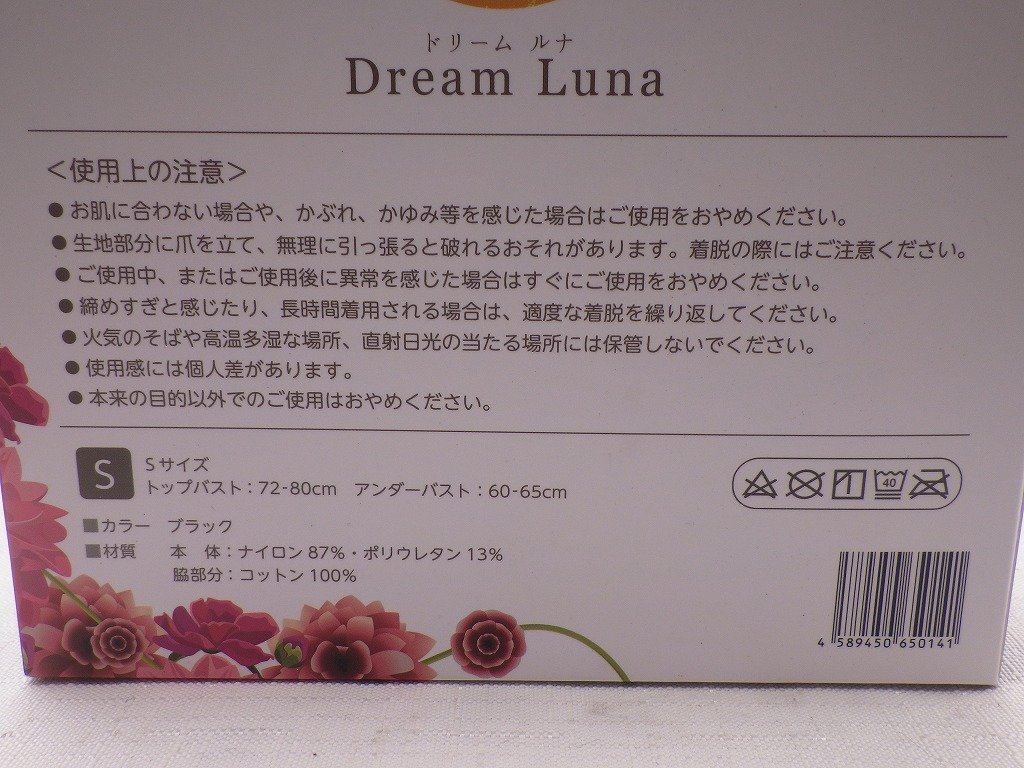 ドリーム ルナ
Dream Luna
＜使用上の注意＞
●お肌に合わない場合や、かぶれ、かゆみ等を感じた場合はご使用をおやめください。
●生地部分に爪を立て、無理に引っ張ると破れるおそれがあります。着脱の際にはご注意ください。
●ご使用中、またはご使用後に異常を感じた場合はすぐにご使用をおやめください。
●締めすぎと感じたり、長時間着用される場合は、適度な着脱を繰り返してください。
●火気のそばや高温多湿な場所、直射日光の当たる場所には保管しないでください。
●使用感には個人差があります。
●本来の目的以外でのご使用はおやめください。
S
Sサイズ
トップバスト：72-80cm　アンダーバスト：60-65cm
40
■カラー　ブラック
■材質　本　体：ナイロン 87%・ポリウレタン 13%
脇部分：コットン 100%
4 589450 650141